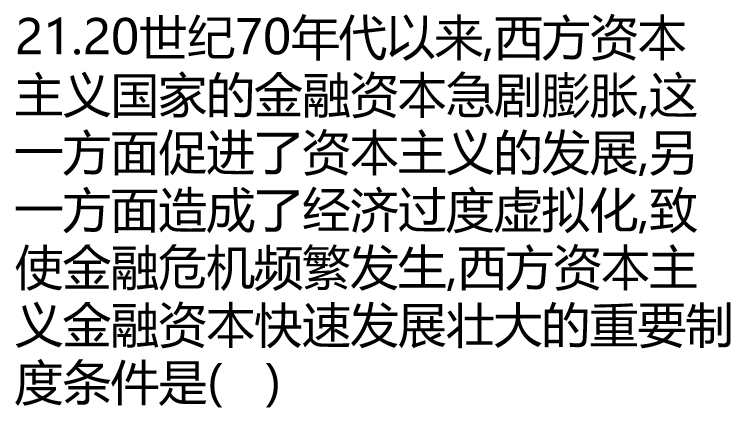 21.20世纪70年代以来,西方资本
主义国家的金融资本急剧膨胀,这
一方面促进了资本主义的发展,另
一方面造成了经济过度虚拟化,致
使金融危机频繁发生,西方资本主
义金融资本快速发展壮大的重要制
度条件是(   )